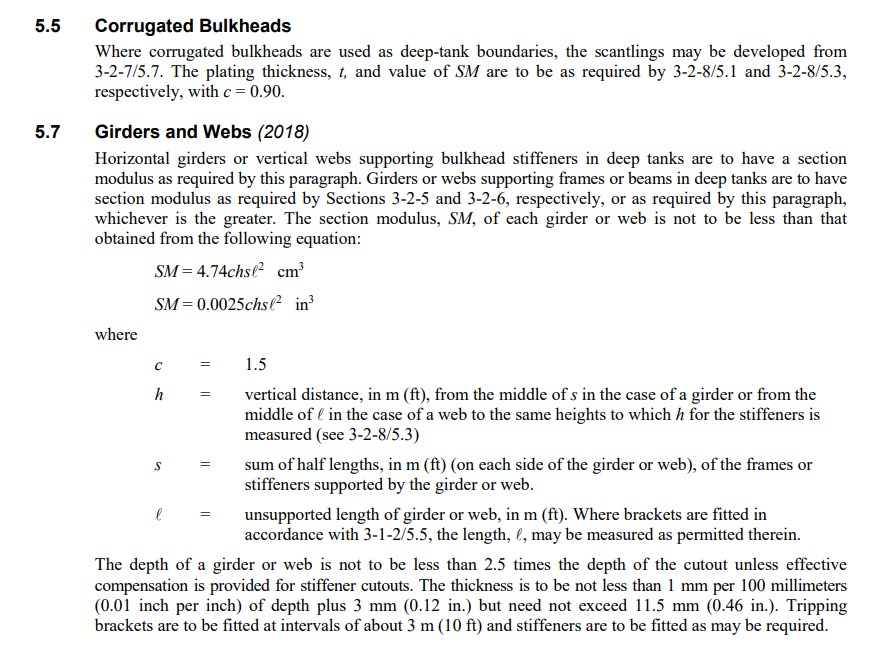 5.5 Corrugated Bulkheads
Where corrugated bulkheads are used as deep-tank boundaries, the scantlings may be developed from
3-2-7/5.7. The plating thickness, t, and value of SM are to be as required by 3-2-8/5.1 and 3-2-8/5.3,
respectively, with c = 0.90.
5.7 Girders and Webs (2018)
Horizontal girders or vertical webs supporting bulkhead stiffeners in deep tanks are to have a section
modulus as required by this paragraph. Girders or webs supporting frames or beams in deep tanks are to have
section modulus as required by Sections 3-2-5 and 3-2-6, respectively, or as required by this paragraph,
whichever is the greater. The section modulus, SM, of each girder or web is not to be less than that
obtained from the following equation:
SM = 4.74chsℓ² cm³
SM = 0.0025chsℓ² in³
where
c = 1.5
h = vertical distance, in m (ft), from the middle of s in the case of a girder or from the
middle of ℓ in the case of a web to the same heights to which h for the stiffeners is
measured (see 3-2-8/5.3)
s = sum of half lengths, in m (ft) (on each side of the girder or web), of the frames or
stiffeners supported by the girder or web.
ℓ = unsupported length of girder or web, in m (ft). Where brackets are fitted in
accordance with 3-1-2/5.5, the length, ℓ, may be measured as permitted therein.
The depth of a girder or web is not to be less than 2.5 times the depth of the cutout unless effective
compensation is provided for stiffener cutouts. The thickness is to be not less than 1 mm per 100 millimeters
(0.01 inch per inch) of depth plus 3 mm (0.12 in.) but need not exceed 11.5 mm (0.46 in.). Tripping
brackets are to be fitted at intervals of about 3 m (10 ft) and stiffeners are to be fitted as may be required.